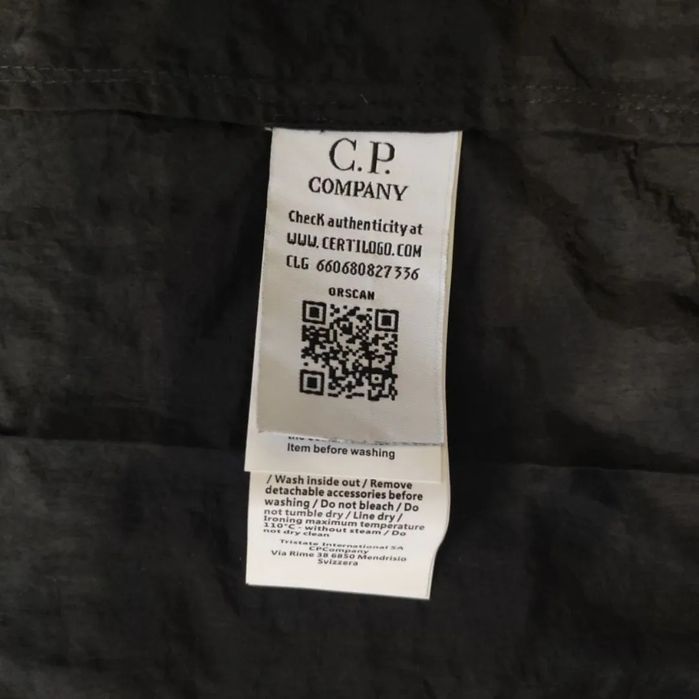 C.P.
COMPANY
Check authenticity at
WWW.CERTILOGO.COM
CLG 660680827336
QRSCAN
Item before washing
/ Wash inside out / Remove
detachable accessories before
washing / Do not bleach / Do
not tumble dry / Line dry /
Ironing maximum temperature
110°C - without steam / Do
not dry clean
Tristate International SA
CPCompany
Via Rime 38 6850 Mendrisio
Svizzera